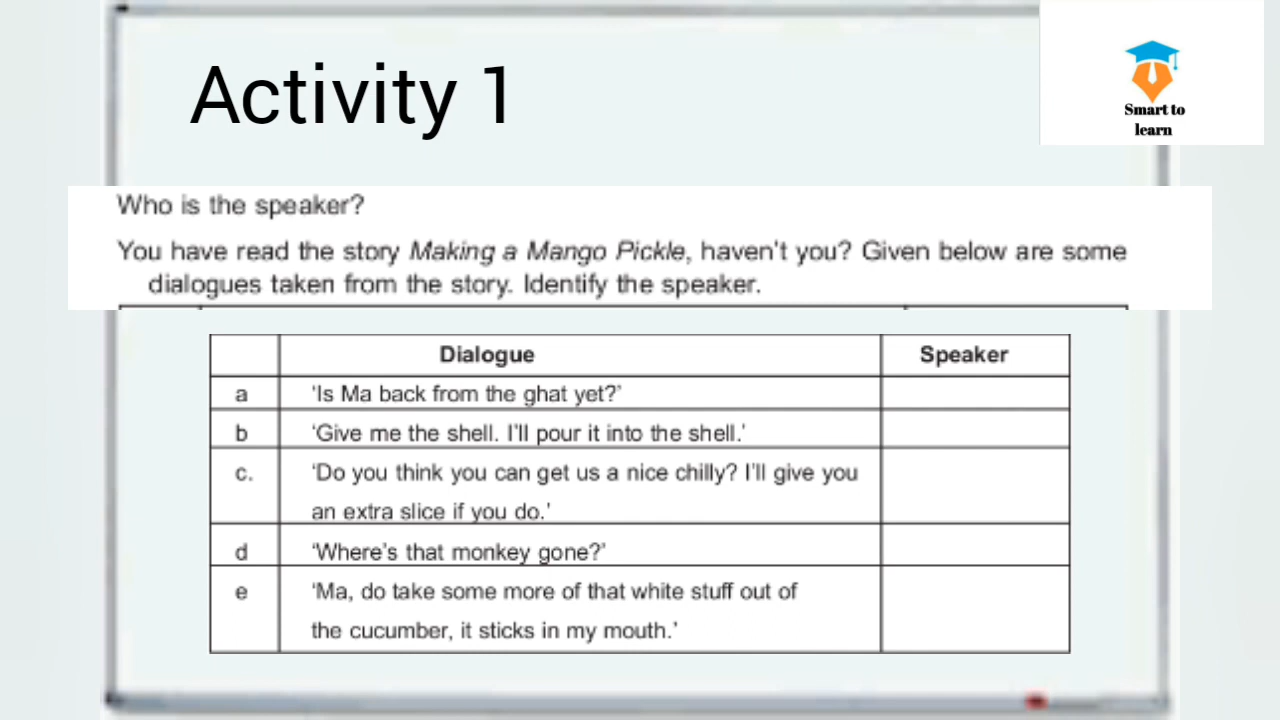 Activity 1
Smart to
learn
Who is the speaker?
You have read the story Making a Mango Pickle, haven't you? Given below are some
dialogues taken from the story. Identify the speaker.
Dialogue Speaker
a 'Is Ma back from the ghat yet?'
b 'Give me the shell. I'll pour it into the shell.'
c. 'Do you think you can get us a nice chilly? I'll give you
an extra slice if you do.'
d 'Where's that monkey gone?'
e 'Ma, do take some more of that white stuff out of
the cucumber, it sticks in my mouth.'